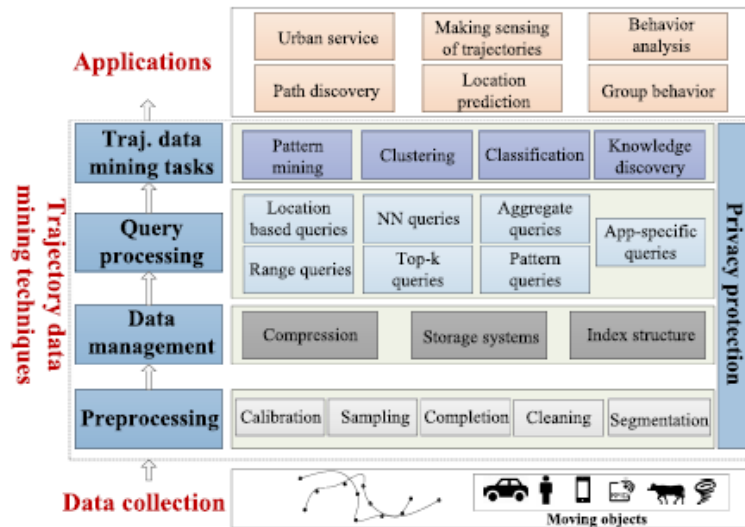 Applications
Urban service
Making sensing
of trajectories
Behavior
analysis
Path discovery
Location
prediction
Group behavior
Trajectory data
mining techniques
Traj. data
mining tasks
Pattern
mining
Clustering
Classification
Knowledge
discovery
Query
processing
Location
based queries
NN queries
Aggregate
queries
App-specific
queries
Range queries
Top-k
queries
Pattern
queries
Data
management
Compression
Storage systems
Index structure
Preprocessing
Calibration
Sampling
Completion
Cleaning
Segmentation
Privacy protection
Data collection
RFID
Moving objects